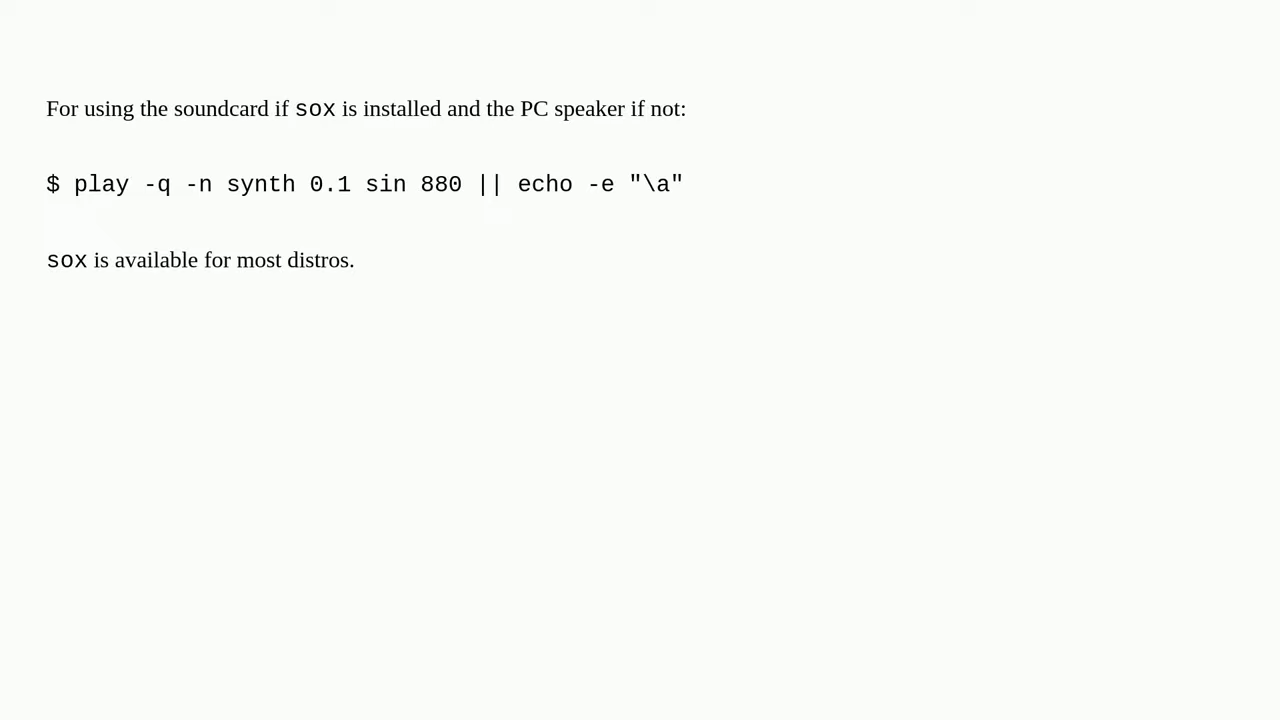 For using the soundcard if sox is installed and the PC speaker if not:
$ play -q -n synth 0.1 sin 880 || echo -e "\a"
sox is available for most distros.